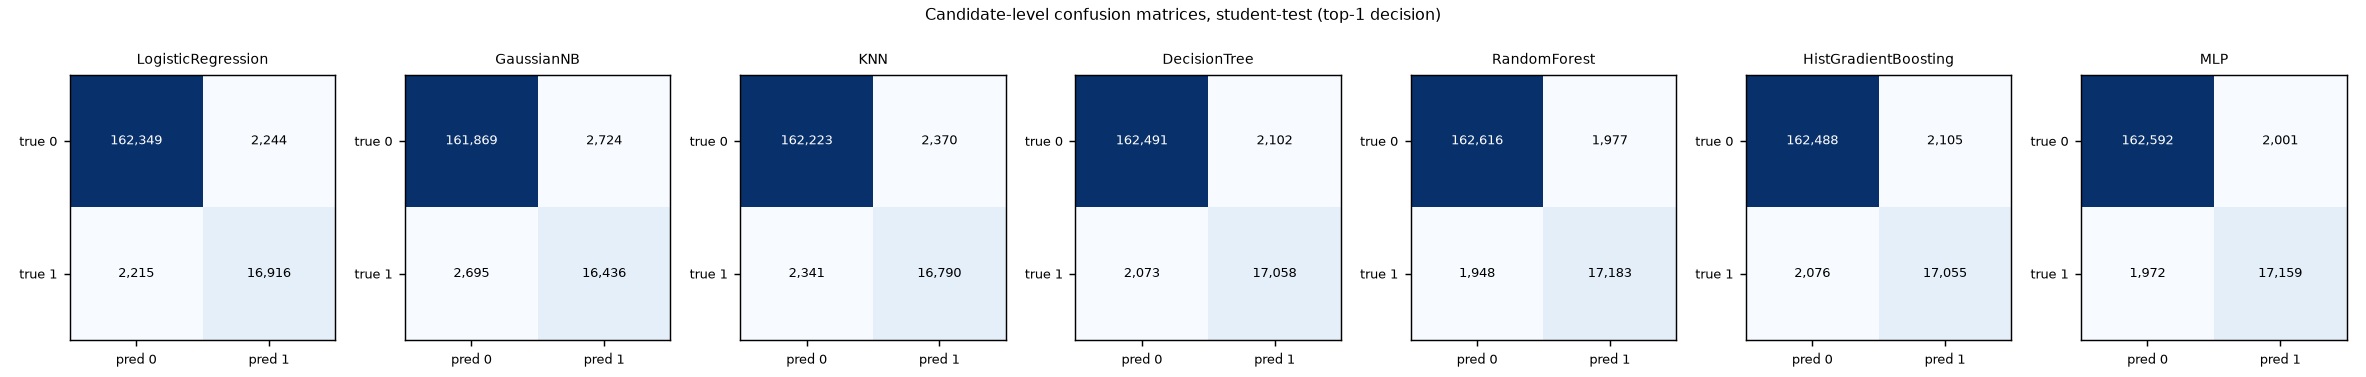 Candidate-level confusion matrices, student-test (top-1 decision)
LogisticRegression
true 0
162,349
2,244
true 1
2,215
16,916
pred 0
pred 1
GaussianNB
true 0
161,869
2,724
true 1
2,695
16,436
pred 0
pred 1
KNN
true 0
162,223
2,370
true 1
2,341
16,790
pred 0
pred 1
DecisionTree
true 0
162,491
2,102
true 1
2,073
17,058
pred 0
pred 1
RandomForest
true 0
162,616
1,977
true 1
1,948
17,183
pred 0
pred 1
HistGradientBoosting
true 0
162,488
2,105
true 1
2,076
17,055
pred 0
pred 1
MLP
true 0
162,592
2,001
true 1
1,972
17,159
pred 0
pred 1